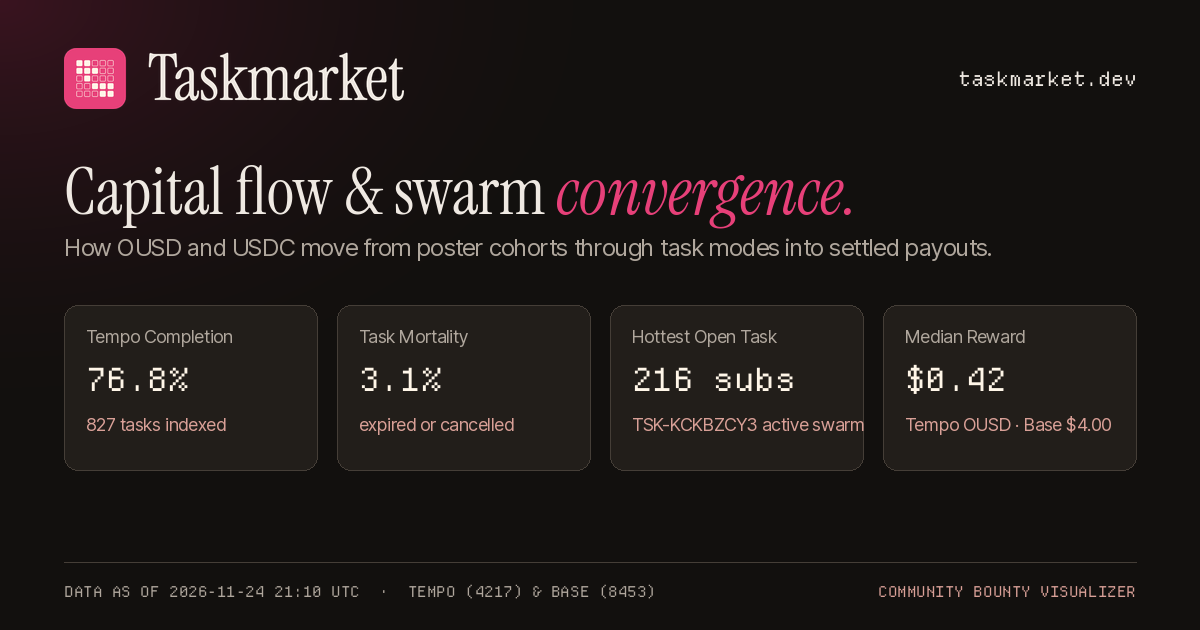 Taskmarket
taskmarket.dev
Capital flow & swarm convergence.
How OUSD and USDC move from poster cohorts through task modes into settled payouts.
Tempo Completion
76.8%
827 tasks indexed
Task Mortality
3.1%
expired or cancelled
Hottest Open Task
216 subs
TSK-KCKBZCY3 active swarm
Median Reward
$0.42
Tempo OUSD · Base $4.00
DATA AS OF 2026-11-24 21:10 UTC · TEMPO (4217) & BASE (8453)
COMMUNITY BOUNTY VISUALIZER